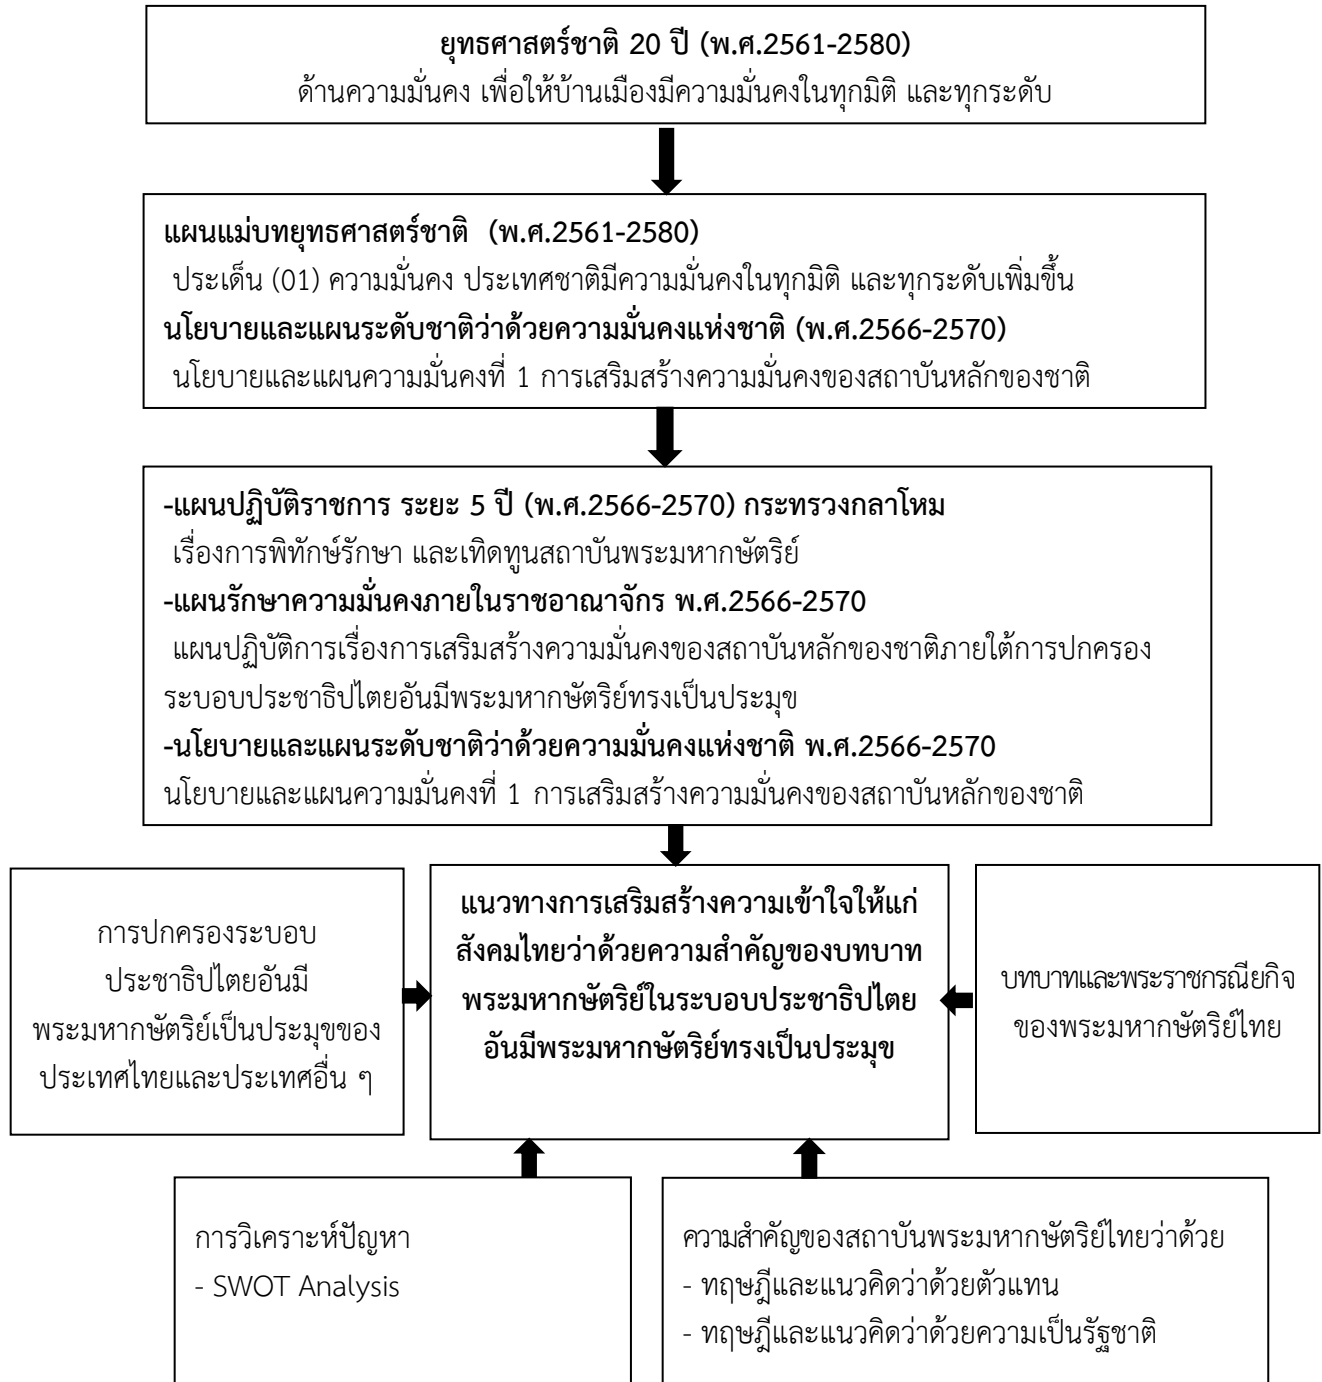 ยุทธศาสตร์ชาติ 20 ปี (พ.ศ.2561-2580)
ด้านความมั่นคง เพื่อให้บ้านเมืองมีความมั่นคงในทุกมิติ และทุกระดับ
แผนแม่บทยุทธศาสตร์ชาติ (พ.ศ.2561-2580)
ประเด็น (01) ความมั่นคง ประเทศชาติมีความมั่นคงในทุกมิติ และทุกระดับเพิ่มขึ้น
นโยบายและแผนระดับชาติว่าด้วยความมั่นคงแห่งชาติ (พ.ศ.2566-2570)
นโยบายและแผนความมั่นคงที่ 1 การเสริมสร้างความมั่นคงของสถาบันหลักของชาติ
-แผนปฏิบัติราชการ ระยะ 5 ปี (พ.ศ.2566-2570) กระทรวงกลาโหม
เรื่องการพิทักษ์รักษา และเทิดทูนสถาบันพระมหากษัตริย์
-แผนรักษาความมั่นคงภายในราชอาณาจักร พ.ศ.2566-2570
แผนปฏิบัติการเรื่องการเสริมสร้างความมั่นคงของสถาบันหลักของชาติภายใต้การปกครอง
ระบอบประชาธิปไตยอันมีพระมหากษัตริย์ทรงเป็นประมุข
-นโยบายและแผนระดับชาติว่าด้วยความมั่นคงแห่งชาติ พ.ศ.2566-2570
นโยบายและแผนความมั่นคงที่ 1 การเสริมสร้างความมั่นคงของสถาบันหลักของชาติ
การปกครองระบอบ
ประชาธิปไตยอันมี
พระมหากษัตริย์เป็นประมุขของ
ประเทศไทยและประเทศอื่น ๆ
แนวทางการเสริมสร้างความเข้าใจให้แก่
สังคมไทยว่าด้วยความสำคัญของบทบาท
พระมหากษัตริย์ในระบอบประชาธิปไตย
อันมีพระมหากษัตริย์ทรงเป็นประมุข
บทบาทและพระราชกรณียกิจ
ของพระมหากษัตริย์ไทย
การวิเคราะห์ปัญหา
- SWOT Analysis
ความสำคัญของสถาบันพระมหากษัตริย์ไทยว่าด้วย
- ทฤษฎีและแนวคิดว่าด้วยตัวแทน
- ทฤษฎีและแนวคิดว่าด้วยความเป็นรัฐชาติ